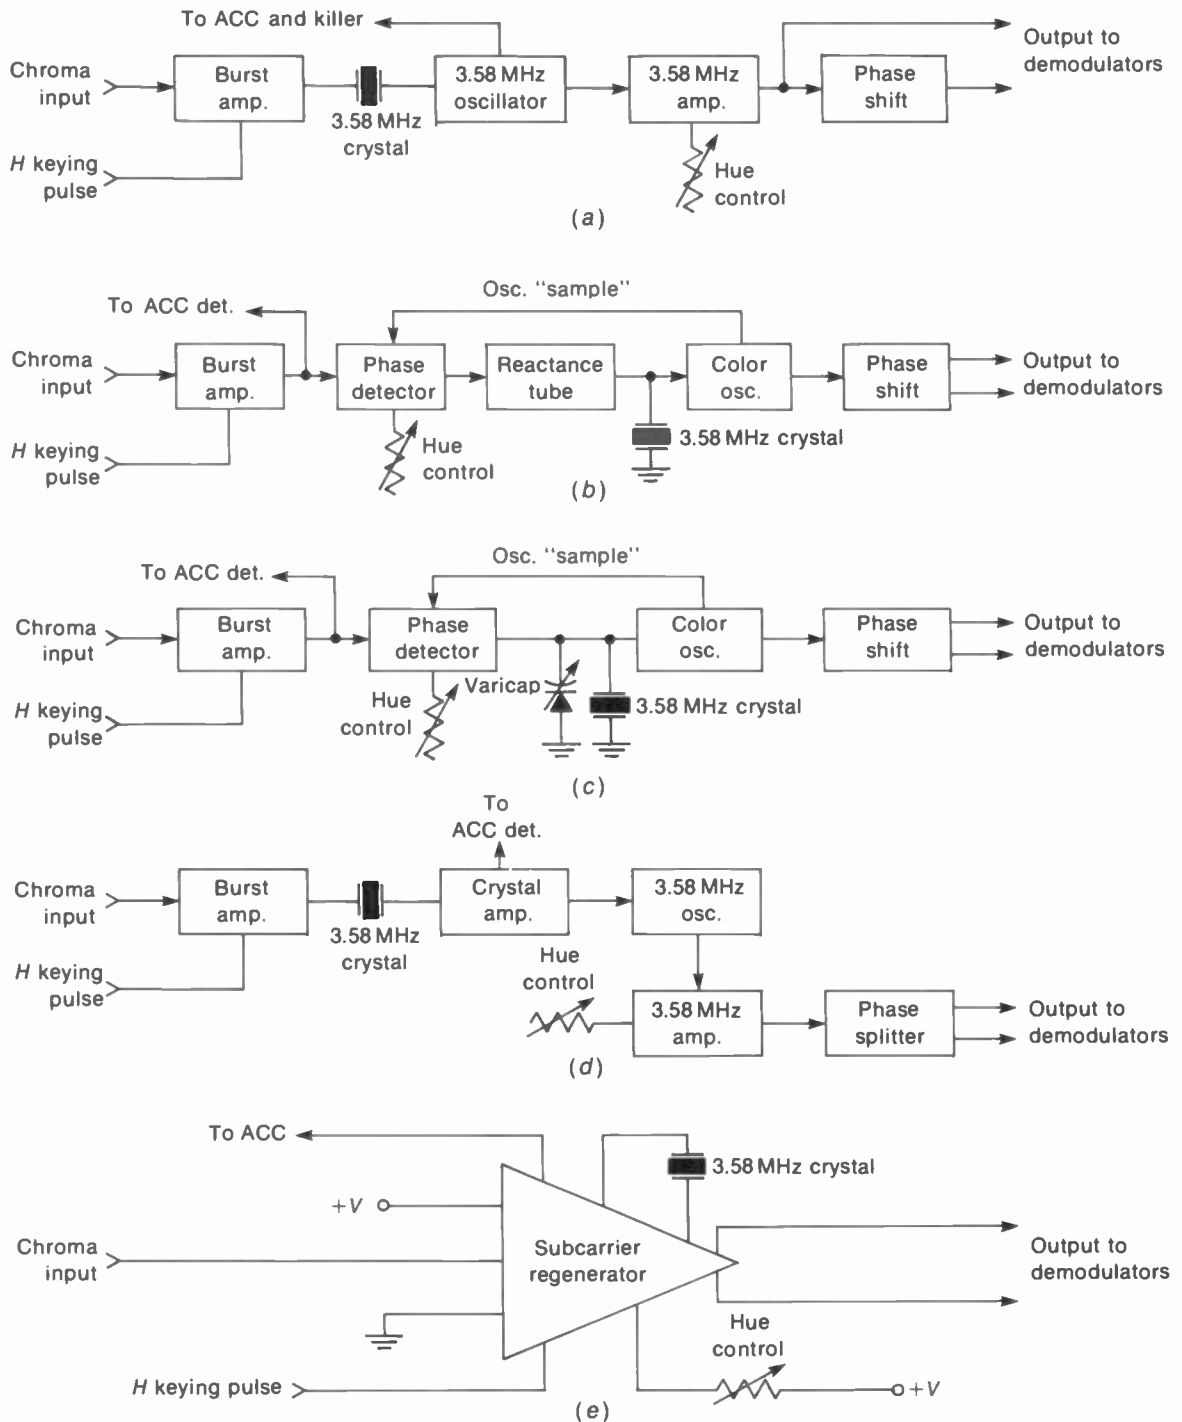 To ACC and killer
Chroma
input
Burst
amp.
3.58 MHz
crystal
3.58 MHz
oscillator
3.58 MHz
amp.
Phase
shift
Output to
demodulators
H keying
pulse
Hue
control
(a)
Osc. "sample"
To ACC det.
Chroma
input
Burst
amp.
Phase
detector
Reactance
tube
Color
osc.
Phase
shift
Output to
demodulators
H keying
pulse
Hue
control
3.58 MHz crystal
(b)
Osc. "sample"
To ACC det.
Chroma
input
Burst
amp.
Phase
detector
Color
osc.
Phase
shift
Output to
demodulators
H keying
pulse
Hue
control
Varicap
3.58 MHz crystal
(c)
To
ACC det.
Chroma
input
Burst
amp.
3.58 MHz
crystal
Crystal
amp.
3.58 MHz
osc.
H keying
pulse
Hue
control
3.58 MHz
amp.
Phase
splitter
Output to
demodulators
(d)
To ACC
3.58 MHz crystal
+V
Chroma
input
Subcarrier
regenerator
Output to
demodulators
Hue
control
H keying pulse
+V
(e)